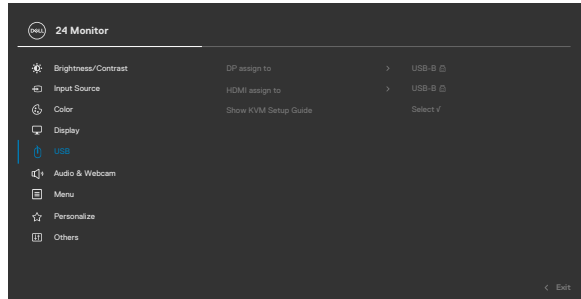 DELL 24 Monitor
Brightness/Contrast DP assign to > USB-B
Input Source HDMI assign to > USB-B
Color Show KVM Setup Guide Select √
Display
USB
Audio & Webcam
Menu
Personalize
Others
< Exit